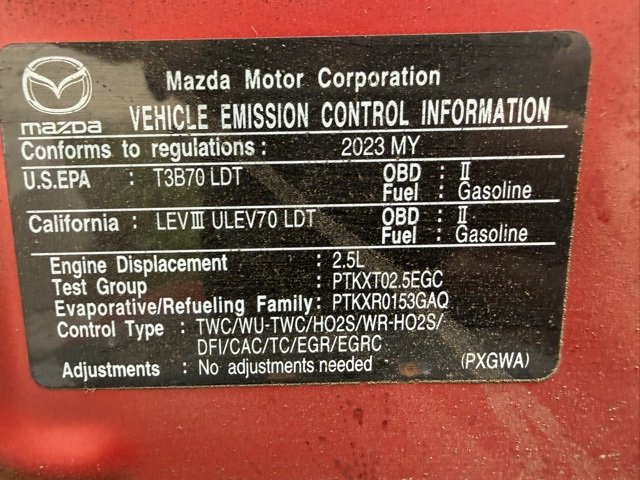 Mazda Motor Corporation
mazda VEHICLE EMISSION CONTROL INFORMATION
Conforms to regulations : 2023 MY
U.S.EPA : T3B70 LDT OBD : II
Fuel : Gasoline
California : LEV III ULEV70 LDT OBD : II
Fuel : Gasoline
Engine Displacement : 2.5L
Test Group : PTKXT02.5EGC
Evaporative/Refueling Family: PTKXR0153GAQ
Control Type : TWC/WU-TWC/HO2S/WR-HO2S/
DFI/CAC/TC/EGR/EGRC
Adjustments : No adjustments needed (PXGWA)